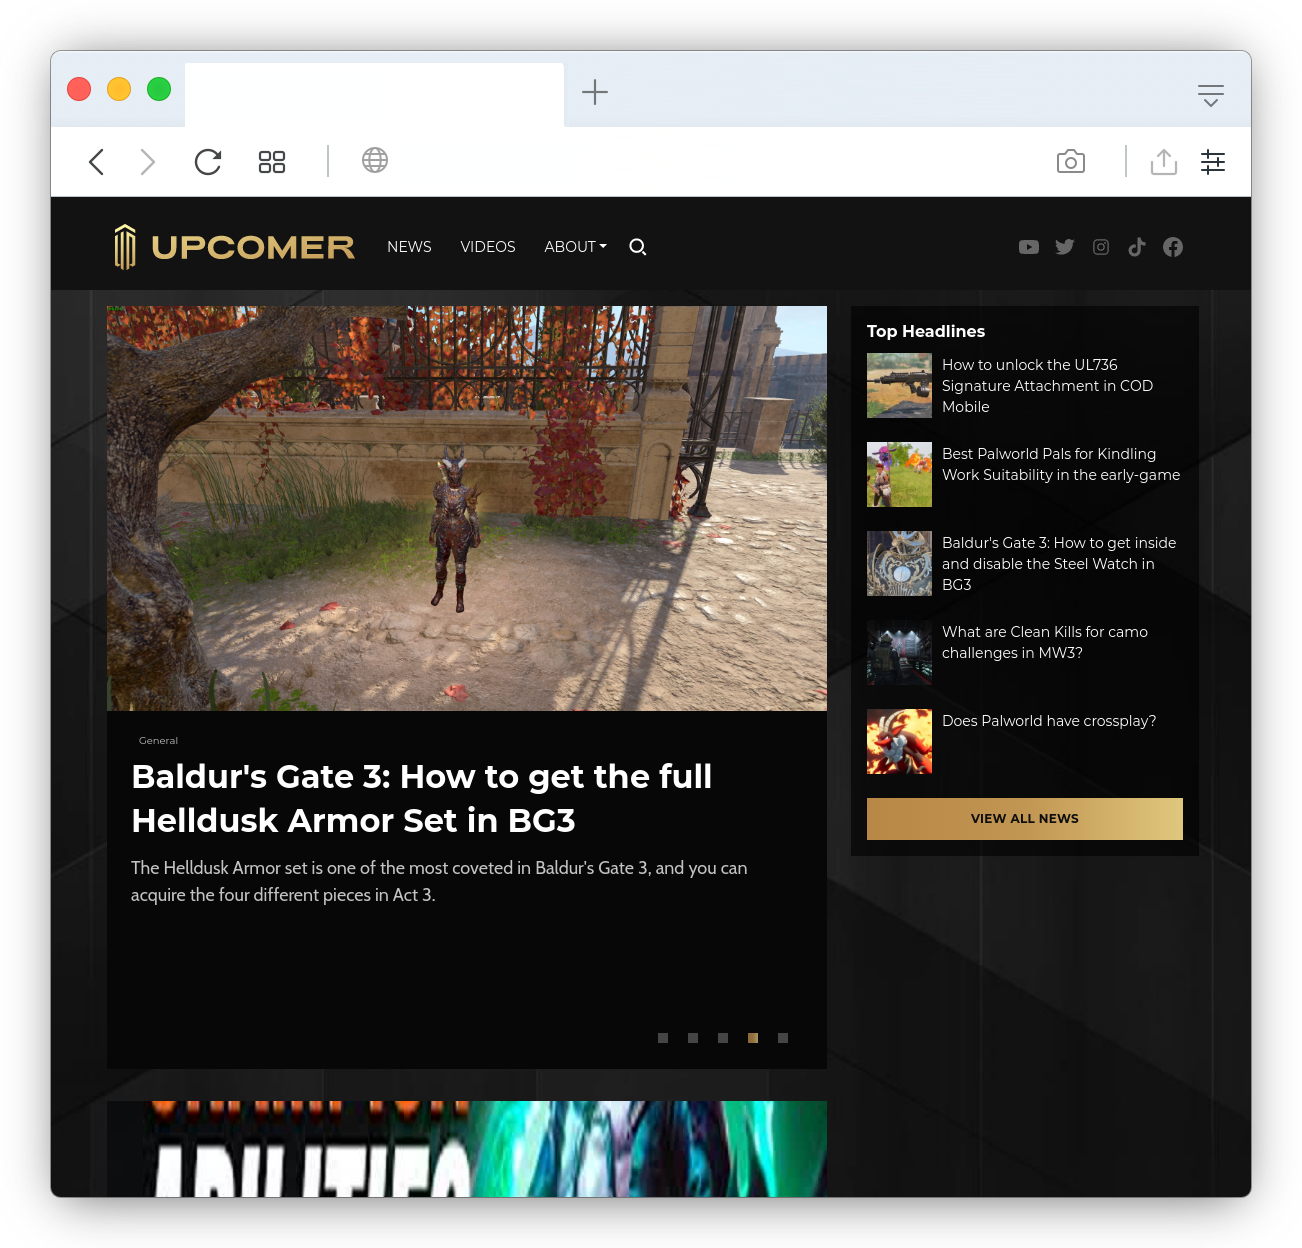 UPCOMER
NEWS VIDEOS ABOUT
Top Headlines
How to unlock the UL736
Signature Attachment in COD
Mobile
Best Palworld Pals for Kindling
Work Suitability in the early-game
Baldur's Gate 3: How to get inside
and disable the Steel Watch in
BG3
What are Clean Kills for camo
challenges in MW3?
Does Palworld have crossplay?
VIEW ALL NEWS
General
Baldur's Gate 3: How to get the full
Helldusk Armor Set in BG3
The Helldusk Armor set is one of the most coveted in Baldur's Gate 3, and you can
acquire the four different pieces in Act 3.
ABILITIES